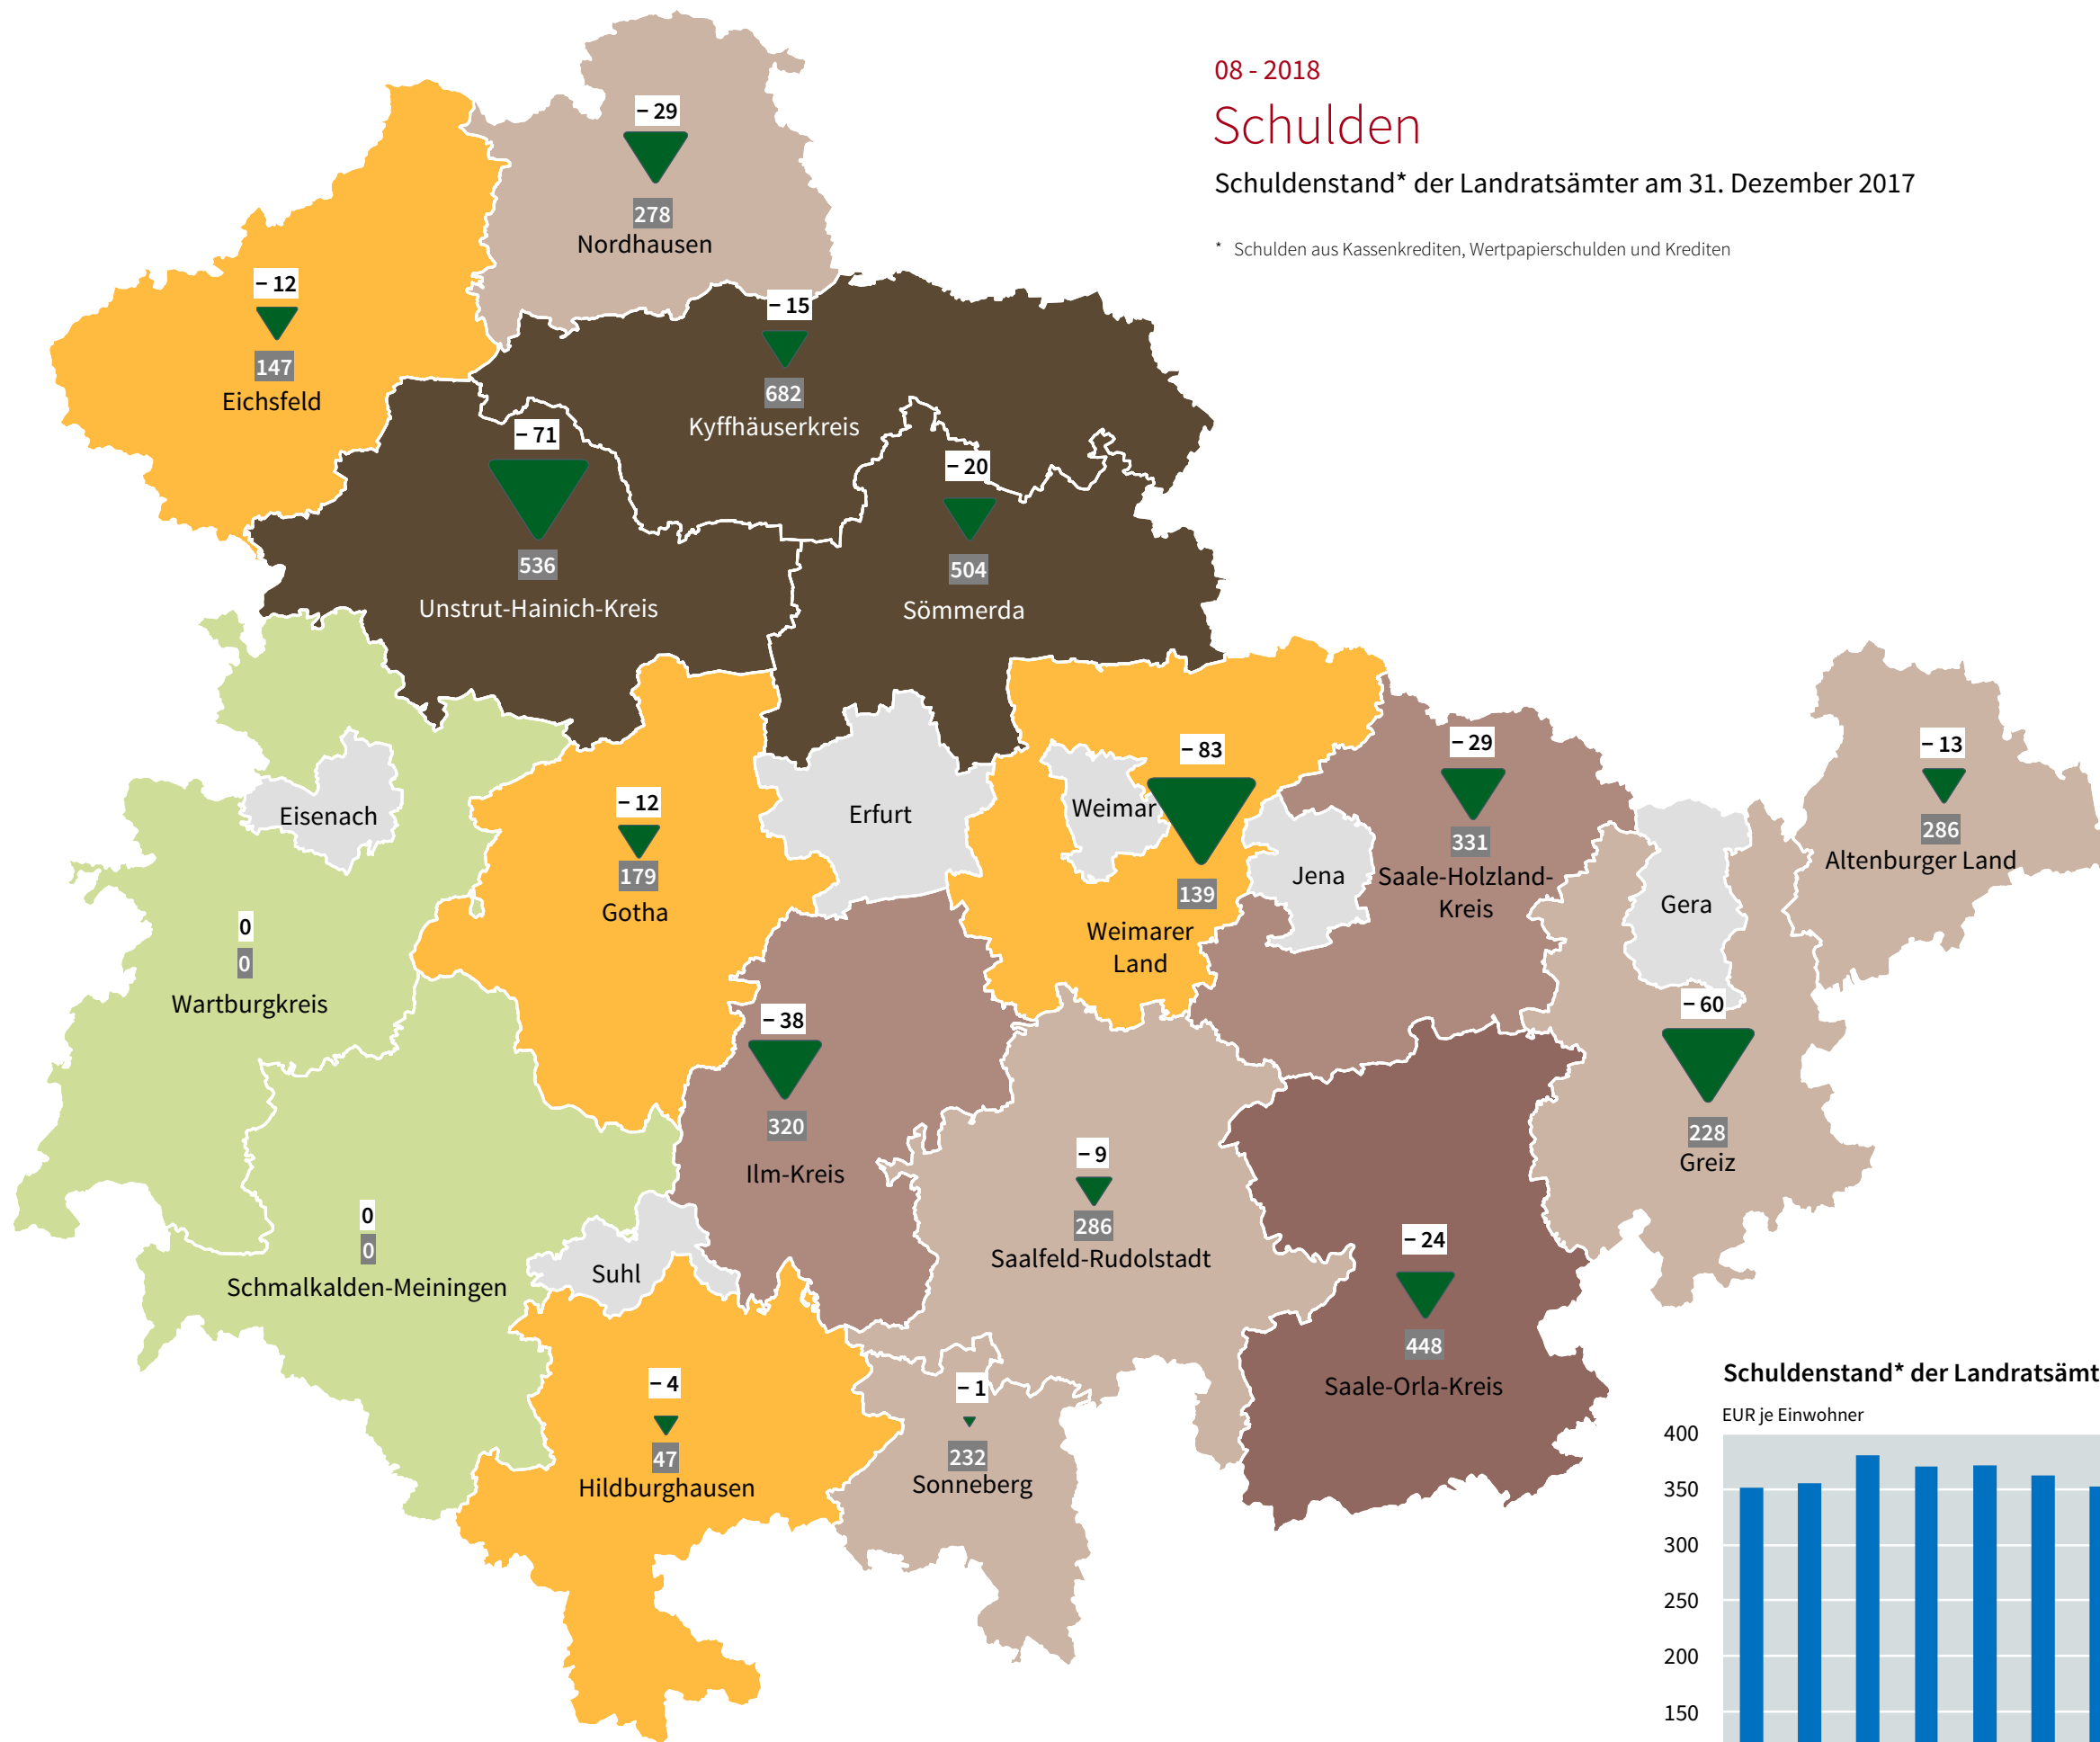 08 - 2018
Schulden
Schuldenstand* der Landratsämter am 31. Dezember 2017
* Schulden aus Kassenkrediten, Wertpapierschulden und Krediten
– 29
278
Nordhausen
– 12
147
Eichsfeld
– 15
682
Kyffhäuserkreis
– 71
536
Unstrut-Hainich-Kreis
– 20
504
Sömmerda
Eisenach
– 12
179
Gotha
Erfurt
Weimar
– 83
139
Weimarer
Land
Jena
– 29
331
Saale-Holzland-
Kreis
Gera
– 13
286
Altenburger Land
0
0
Wartburgkreis
– 38
320
Ilm-Kreis
– 60
228
Greiz
– 9
286
Saalfeld-Rudolstadt
0
0
Schmalkalden-Meiningen
Suhl
– 24
448
Saale-Orla-Kreis
– 4
47
Hildburghausen
– 1
232
Sonneberg
Schuldenstand* der Landratsämt
EUR je Einwohner
400
350
300
250
200
150